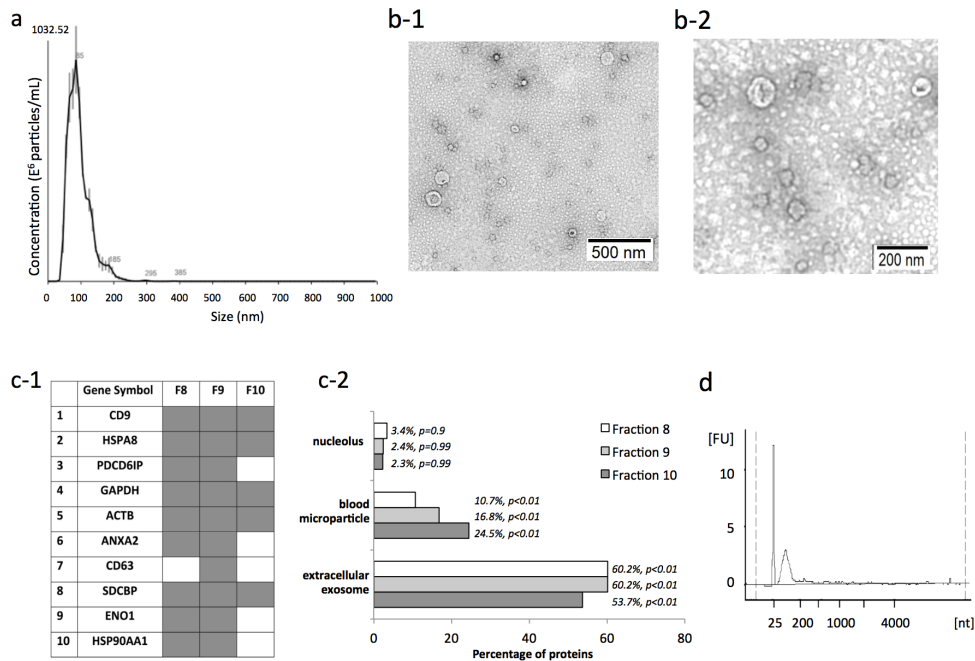 a
1032.52
85
185
295 385
Concentration (E⁶ particles/mL)
0 100 200 300 400 500 600 700 800 900 1000
Size (nm)
b-1
500 nm
b-2
200 nm
c-1
Gene Symbol F8 F9 F10
1 CD9
2 HSPA8
3 PDCD6IP
4 GAPDH
5 ACTB
6 ANXA2
7 CD63
8 SDCBP
9 ENO1
10 HSP90AA1
c-2
Fraction 8
Fraction 9
Fraction 10
nucleolus
3.4%, p=0.9
2.4%, p=0.99
2.3%, p=0.99
blood
microparticle
10.7%, p<0.01
16.8%, p<0.01
24.5%, p<0.01
extracellular
exosome
60.2%, p<0.01
60.2%, p<0.01
53.7%, p<0.01
0 20 40 60 80
Percentage of proteins
d
[FU]
10
5
0
25 200 1000 4000 [nt]